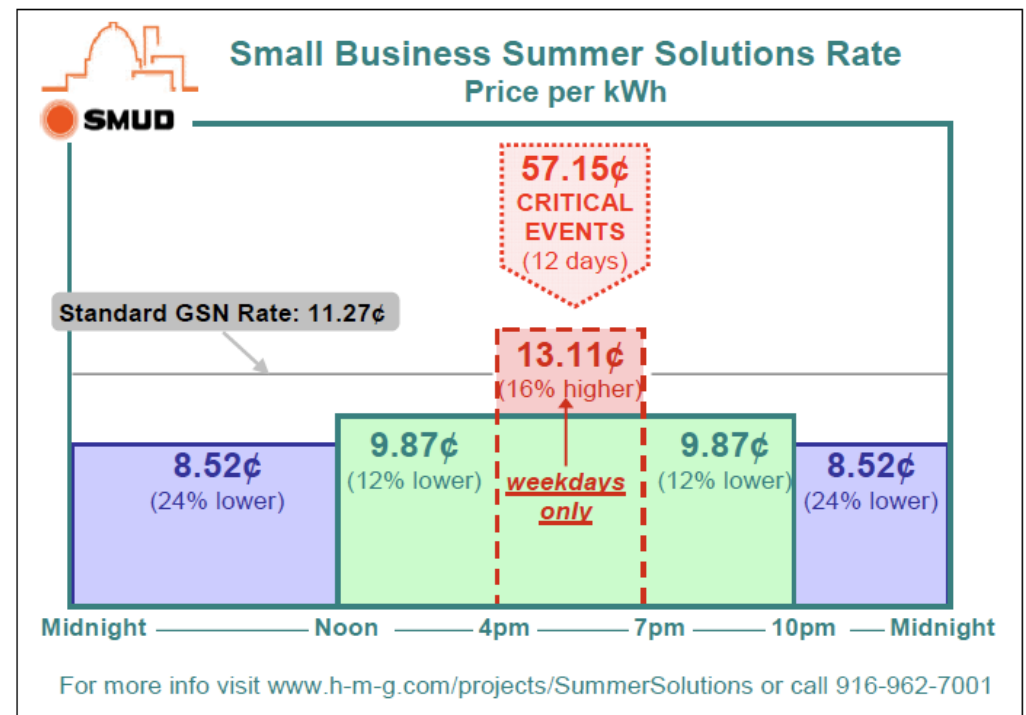 Small Business Summer Solutions Rate
Price per kWh
SMUD
57.15¢
CRITICAL
EVENTS
(12 days)
Standard GSN Rate: 11.27¢
13.11¢
(16% higher)
9.87¢
(12% lower)
9.87¢
(12% lower)
8.52¢
(24% lower)
weekdays
only
8.52¢
(24% lower)
Midnight Noon 4pm 7pm 10pm Midnight
For more info visit www.h-m-g.com/projects/SummerSolutions or call 916-962-7001